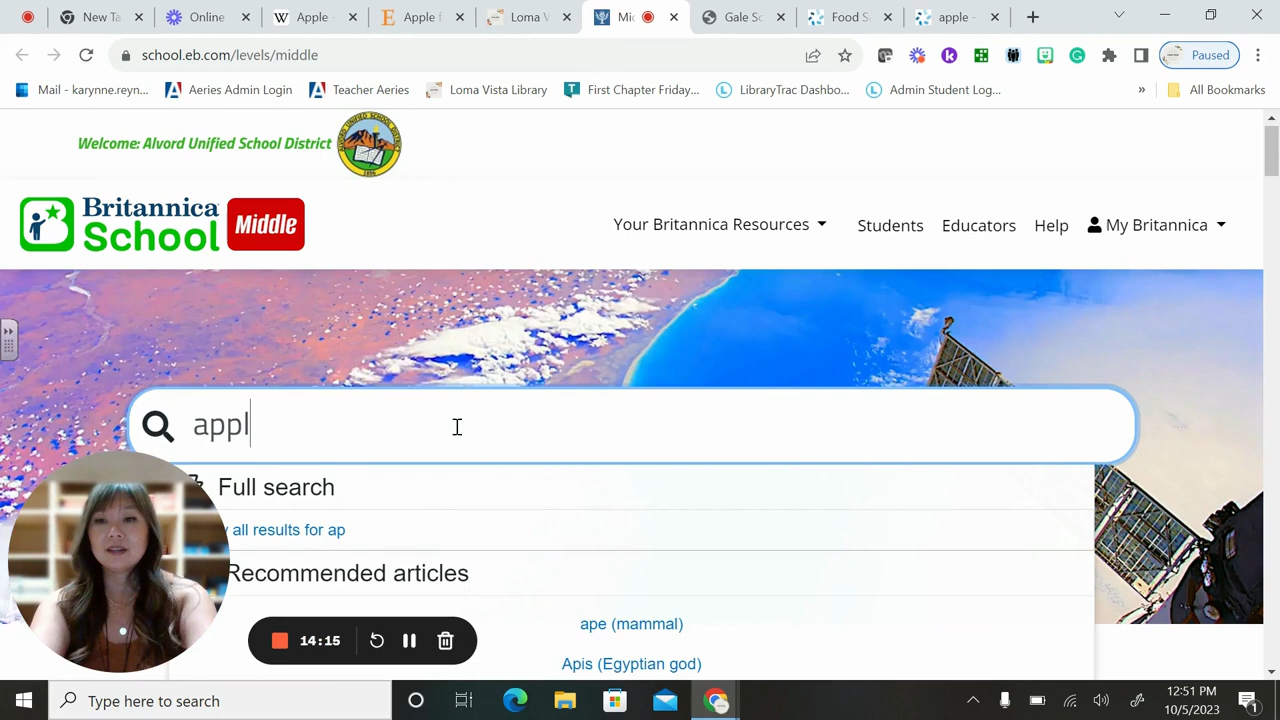 New Ta
Online
Apple
Apple f
Loma V
Mi
Gale Sc
Food S
apple -
school.eb.com/levels/middle
Paused
Mail - karynne.reyn...
Aeries Admin Login
Teacher Aeries
Loma Vista Library
First Chapter Friday...
LibraryTrac Dashbo...
Admin Student Log...
»
All Bookmarks
Welcome: Alvord Unified School District
Britannica
School
Middle
Your Britannica Resources
Students
Educators
Help
My Britannica
appl
Full search
all results for ap
Recommended articles
ape (mammal)
Apis (Egyptian god)
14:15
Type here to search
12:51 PM
10/5/2023
1